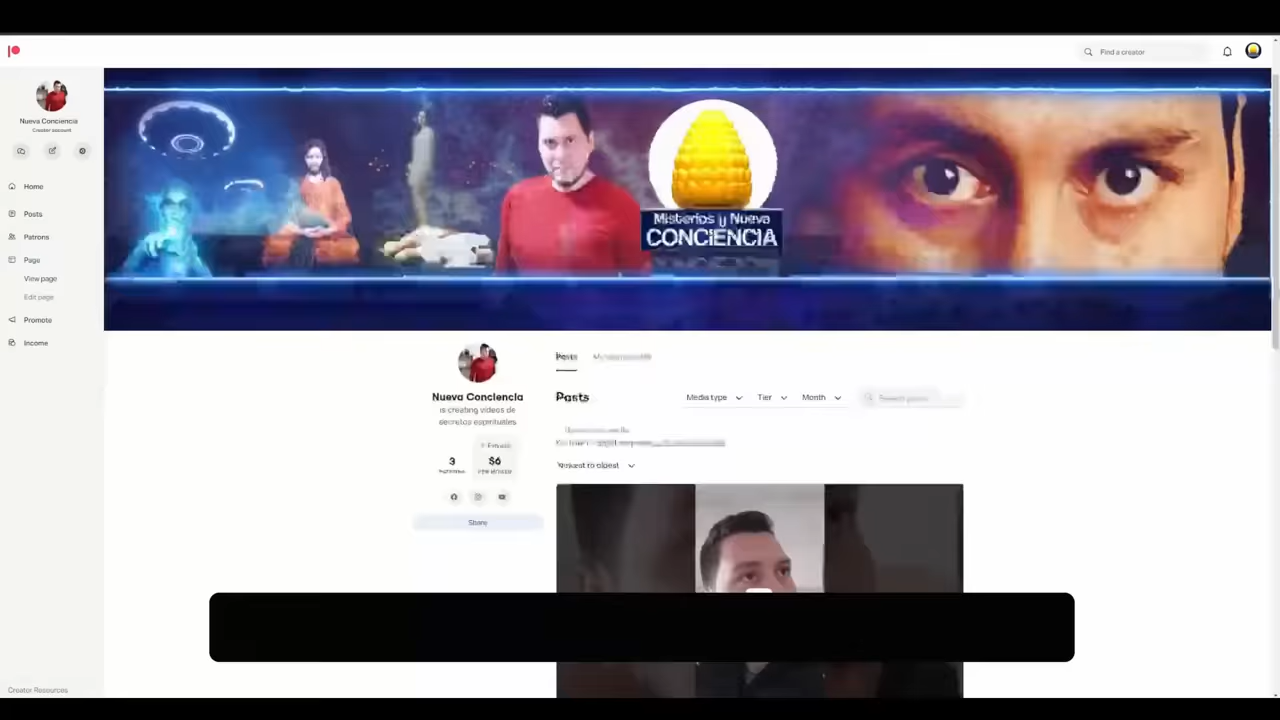 Find a creator
Nueva Conciencia
Creator account
Home
Posts
Patrons
Page
View page
Edit page
Promote
Income
Misterios y Nueva
CONCIENCIA
Posts
Nueva Conciencia
is creating videos de
secretos espirituales
Posts
Media type
Tier
Month
3
$6
Newest to oldest
Share
Creator Resources